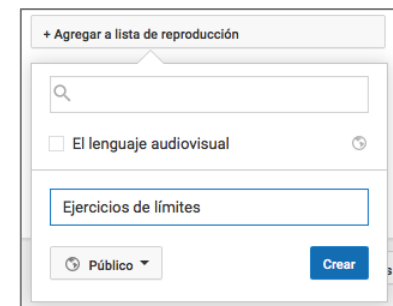 + Agregar a lista de reproducción
El lenguaje audiovisual
Ejercicios de límites
Público
Crear
s